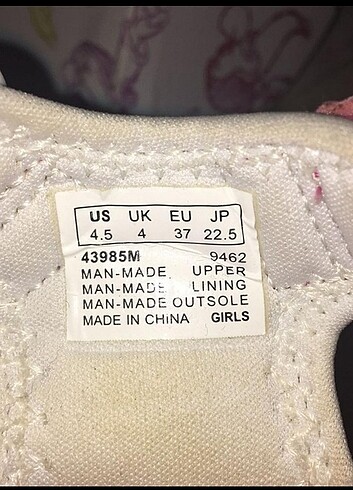 US UK EU JP
4.5 4 37 22.5
43985M 9462
MAN-MADE UPPER
MAN-MADE LINING
MAN-MADE OUTSOLE
MADE IN CHINA GIRLS